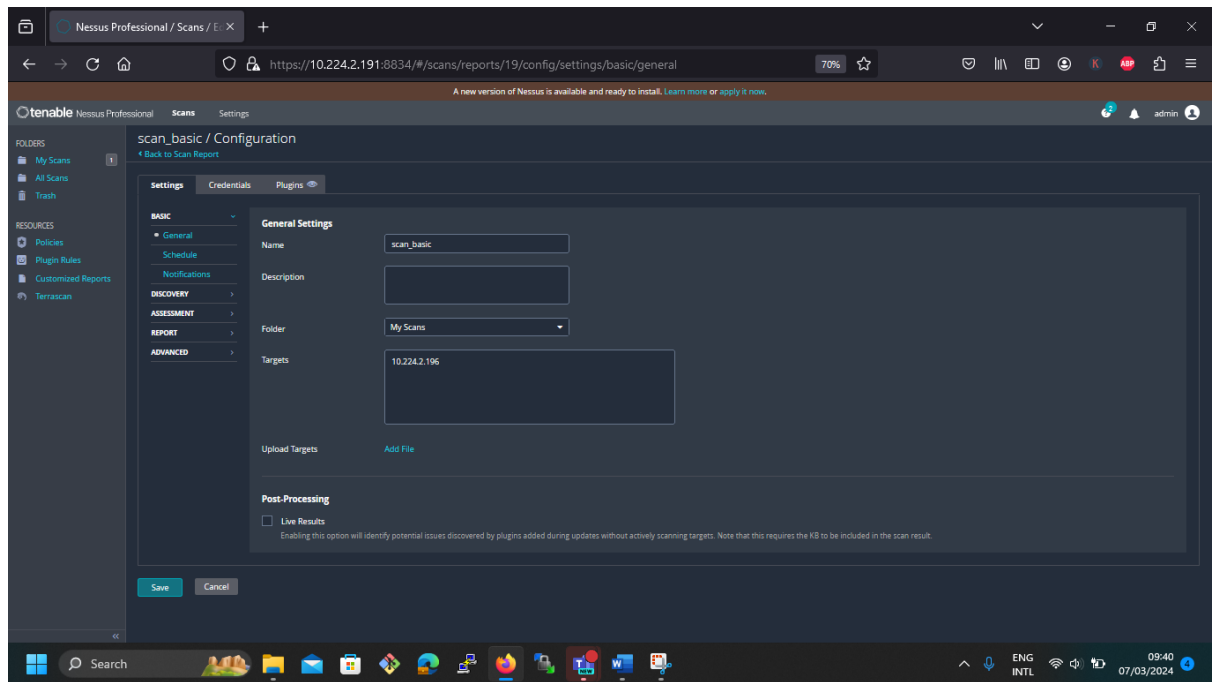 Nessus Professional / Scans / Ec
https://10.224.2.191:8834/#/scans/reports/19/config/settings/basic/general
70%
K
ABP
A new version of Nessus is available and ready to install. Learn more or apply it now.
tenable Nessus Professional
Scans
Settings
2
admin
FOLDERS
My Scans
1
All Scans
Trash
RESOURCES
Policies
Plugin Rules
Customized Reports
Terrascan
scan_basic / Configuration
Back to Scan Report
Settings
Credentials
Plugins
BASIC
General
Schedule
Notifications
DISCOVERY
ASSESSMENT
REPORT
ADVANCED
General Settings
Name
scan_basic
Description
Folder
My Scans
Targets
10.224.2.196
Upload Targets
Add File
Post-Processing
Live Results
Enabling this option will identify potential issues discovered by plugins added during updates without actively scanning targets. Note that this requires the KB to be included in the scan result.
Save
Cancel
Search
ENG
INTL
09:40
07/03/2024
4